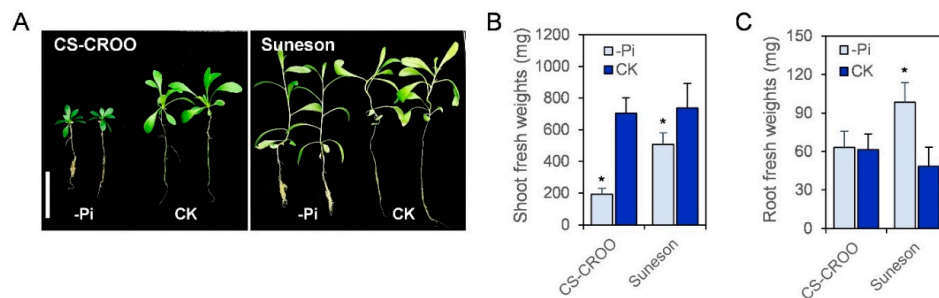 A
CS-CROO
Suneson
-Pi
CK
-Pi
CK
B
Shoot fresh weights (mg)
1200
1000
800
600
400
200
0
-Pi
CK
*
*
CS-CROO
Suneson
C
Root fresh weights (mg)
150
120
90
60
30
0
-Pi
CK
*
CS-CROO
Suneson